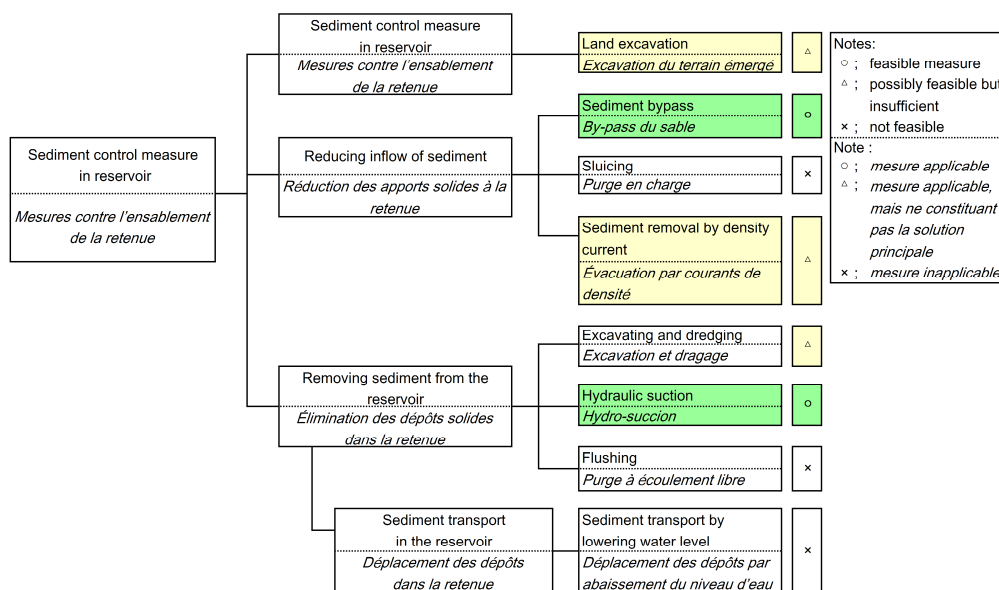 Sediment control measure
in reservoir
Mesures contre l'ensablement
de la retenue
Sediment control measure
in reservoir
Mesures contre l'ensablement
de la retenue
Land excavation
Excavation du terrain émergé
△
Reducing inflow of sediment
Réduction des apports solides à la
retenue
Sediment bypass
By-pass du sable
○
Sluicing
Purge en charge
×
Sediment removal by density
current
Évacuation par courants de
densité
△
Removing sediment from the
reservoir
Élimination des dépôts solides
dans la retenue
Excavating and dredging
Excavation et dragage
△
Hydraulic suction
Hydro-succion
○
Flushing
Purge à écoulement libre
×
Sediment transport
in the reservoir
Déplacement des dépôts
dans la retenue
Sediment transport by
lowering water level
Déplacement des dépôts par
abaissement du niveau d'eau
×
Notes:
○ ; feasible measure
△ ; possibly feasible but
insufficient
× ; not feasible
Note :
○ ; mesure applicable
△ ; mesure applicable,
mais ne constituant
pas la solution
principale
× ; mesure inapplicable